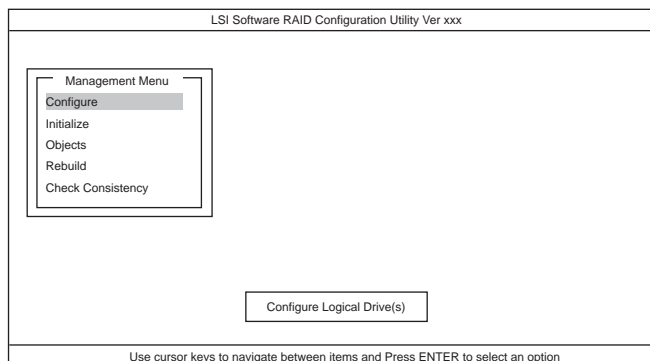 LSI Software RAID Configuration Utility Ver xxx
Management Menu
Configure
Initialize
Objects
Rebuild
Check Consistency
Configure Logical Drive(s)
Use cursor keys to navigate between items and Press ENTER to select an option